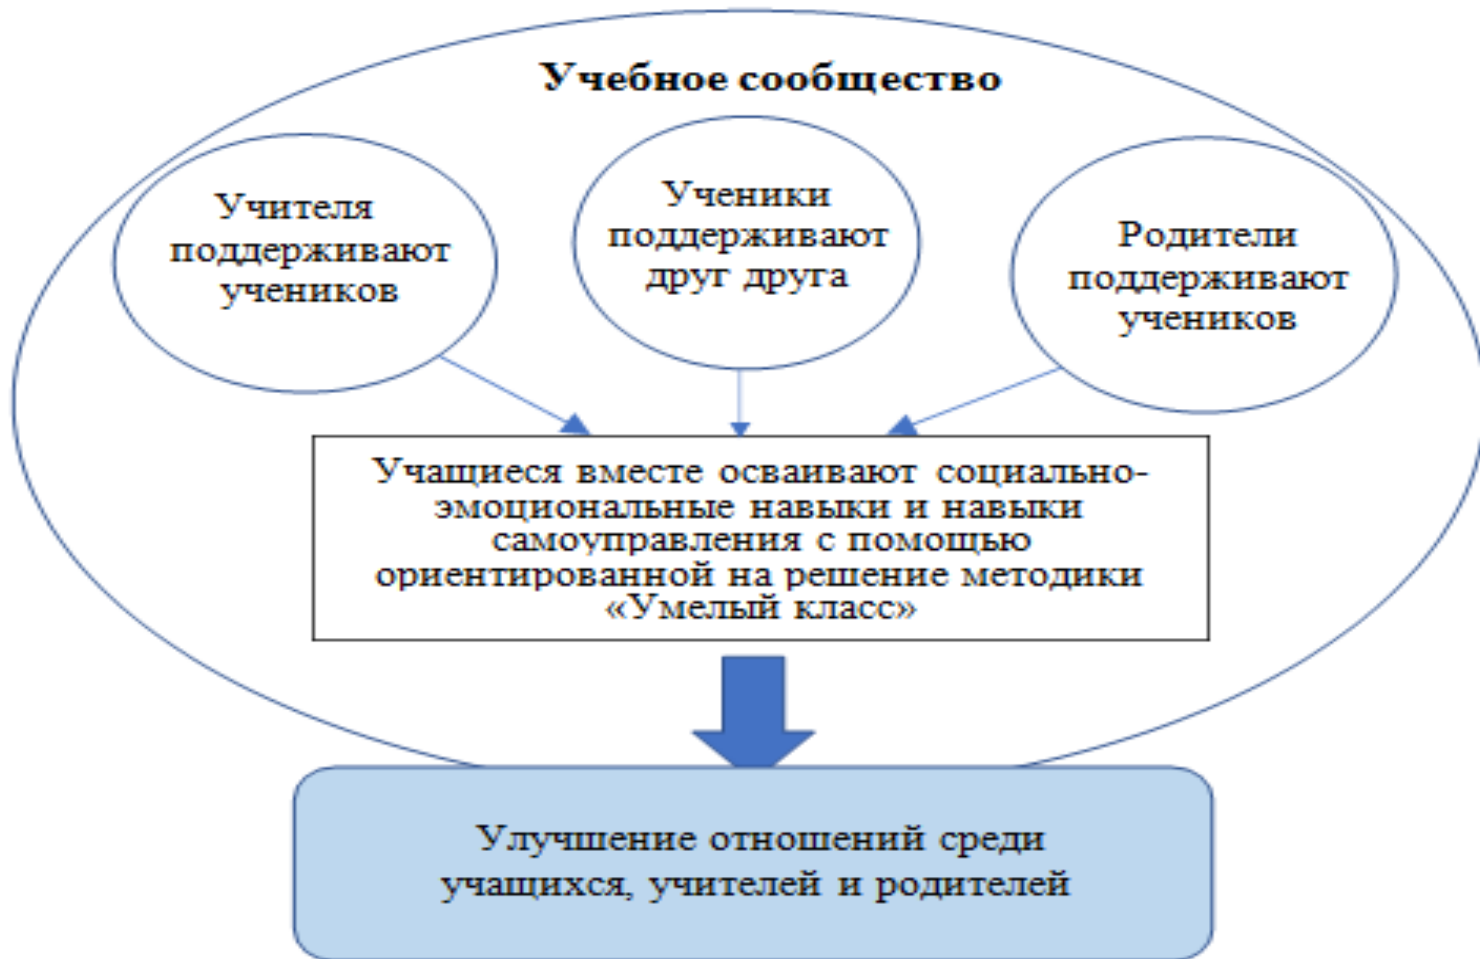 Учебное сообщество
Учителя
поддерживают
учеников
Ученики
поддерживают
друг друга
Родители
поддерживают
учеников
Учащиеся вместе осваивают социально-
эмоциональные навыки и навыки
самоуправления с помощью
ориентированной на решение методики
«Умелый класс»
Улучшение отношений среди
учащихся, учителей и родителей